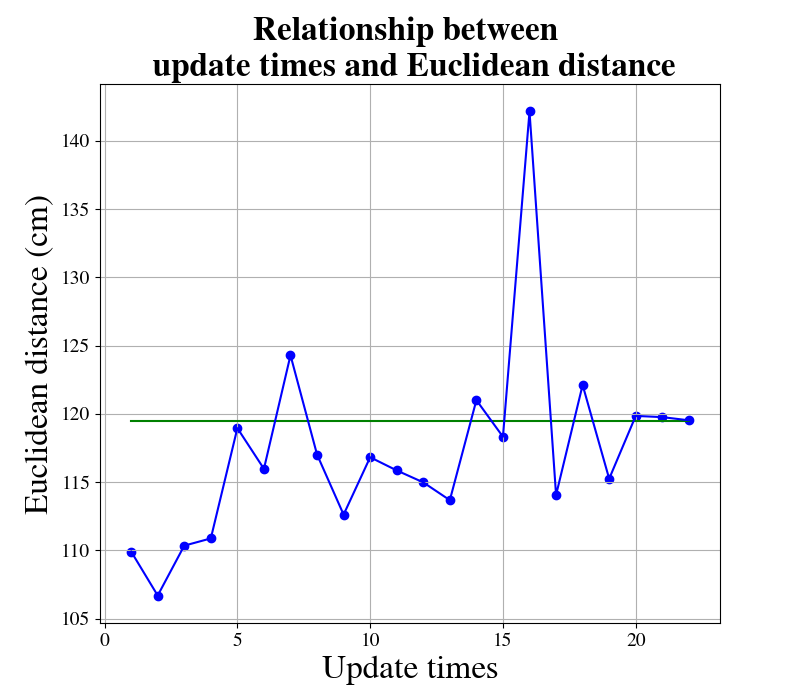 Relationship between
update times and Euclidean distance
Euclidean distance (cm)
140
135
130
125
120
115
110
105
0 5 10 15 20
Update times